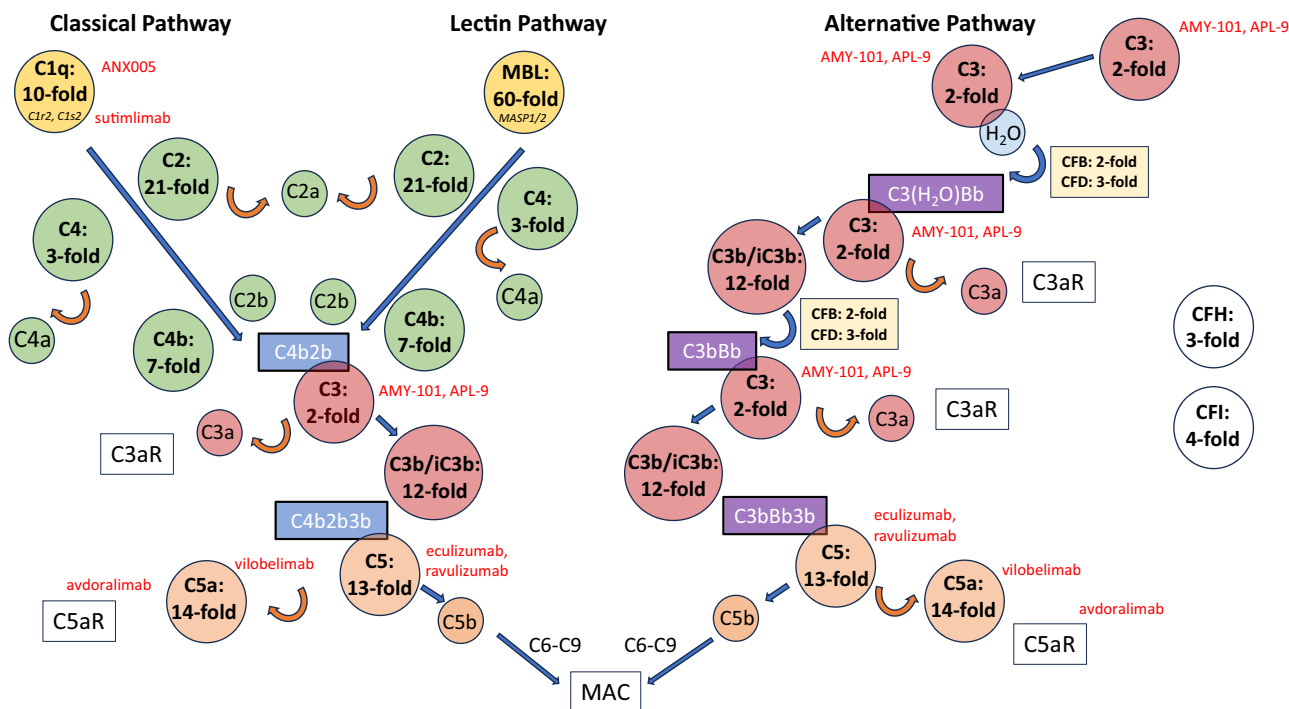 Classical Pathway
Lectin Pathway
Alternative Pathway
C1q:
10-fold
C1r2, C1s2
ANX005
sutimlimab
MBL:
60-fold
MASP1/2
C2:
21-fold
C2a
C2:
21-fold
C4:
3-fold
C4a
C4:
3-fold
C4a
C2b
C2b
C4b:
7-fold
C4b2b
C4b:
7-fold
C3:
2-fold
AMY-101, APL-9
C3a
C3aR
C3b/iC3b:
12-fold
C4b2b3b
C5:
13-fold
eculizumab,
ravulizumab
vilobelimab
avdoralimab
C5a:
14-fold
C5aR
C5b
C6-C9
MAC
AMY-101, APL-9
C3:
2-fold
AMY-101, APL-9
C3:
2-fold
H2O
CFB: 2-fold
CFD: 3-fold
C3(H2O)Bb
C3:
2-fold
AMY-101, APL-9
C3b/iC3b:
12-fold
C3a
C3aR
CFB: 2-fold
CFD: 3-fold
C3bBb
C3:
2-fold
AMY-101, APL-9
C3a
C3aR
C3b/iC3b:
12-fold
C3bBb3b
C5:
13-fold
eculizumab,
ravulizumab
vilobelimab
C5a:
14-fold
avdoralimab
C5aR
C5b
C6-C9
CFH:
3-fold
CFI:
4-fold